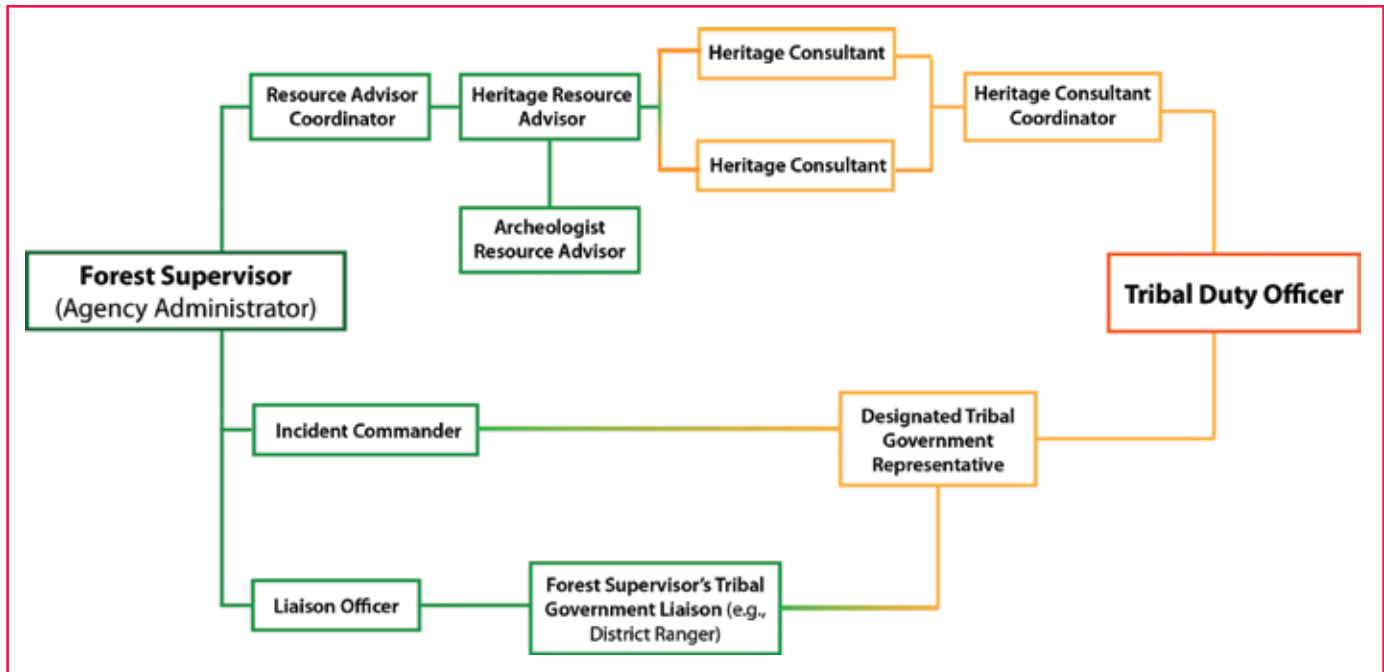 Heritage Consultant
Resource Advisor
Coordinator
Heritage Resource
Advisor
Heritage Consultant
Coordinator
Heritage Consultant
Archeologist
Resource Advisor
Forest Supervisor
(Agency Administrator)
Tribal Duty Officer
Incident Commander
Designated Tribal
Government
Representative
Liaison Officer
Forest Supervisor’s Tribal
Government Liaison (e.g.,
District Ranger)